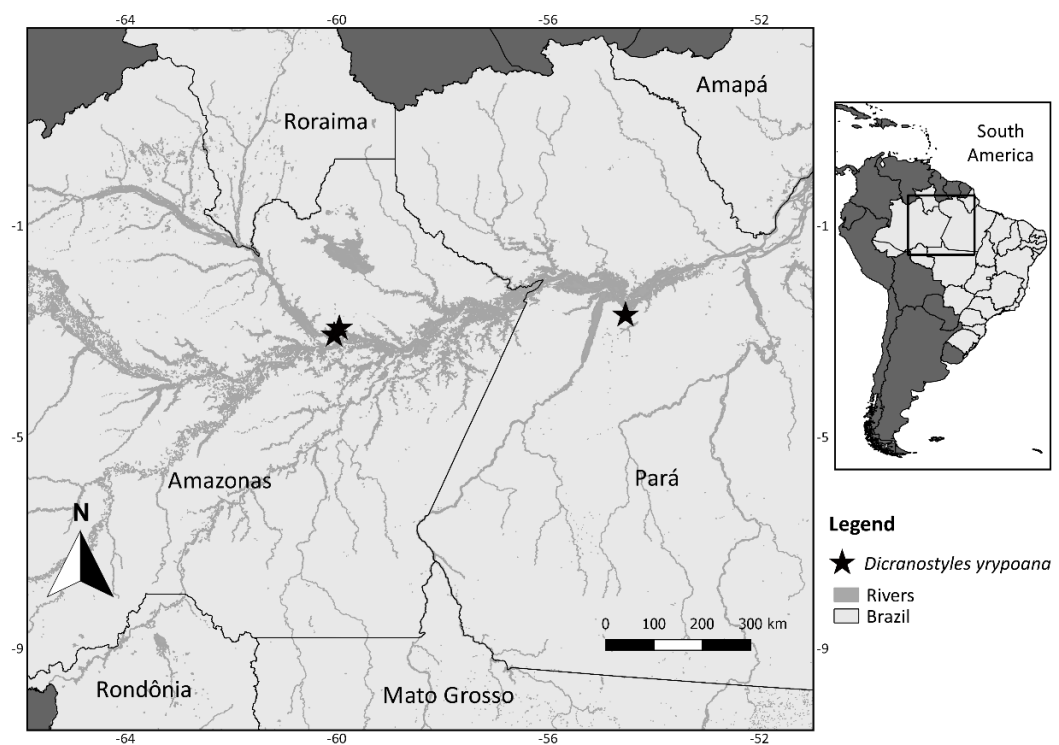 -64
-60
-56
-52
Amapá
Roraima
South
America
-1
-1
-1
-5
-5
Amazonas
Pará
N
Legend
Dicranostyles yrypoana
Rivers
Brazil
0 100 200 300 km
-9
-9
Rondônia
Mato Grosso
-64
-60
-56
-52